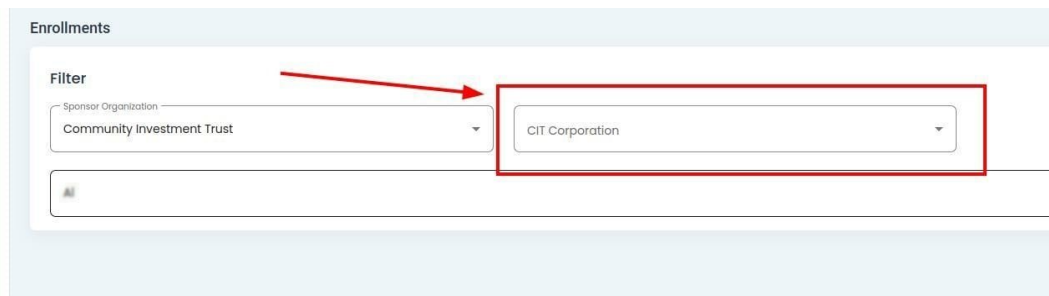 Enrollments
Filter
Sponsor Organization
Community Investment Trust
CIT Corporation